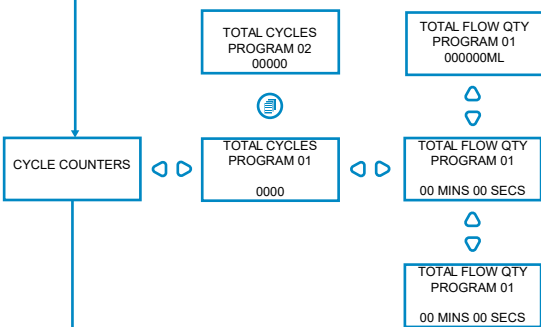 TOTAL CYCLES
PROGRAM 02
00000
TOTAL FLOW QTY
PROGRAM 01
000000ML
CYCLE COUNTERS
TOTAL CYCLES
PROGRAM 01
0000
TOTAL FLOW QTY
PROGRAM 01
00 MINS 00 SECS
TOTAL FLOW QTY
PROGRAM 01
00 MINS 00 SECS